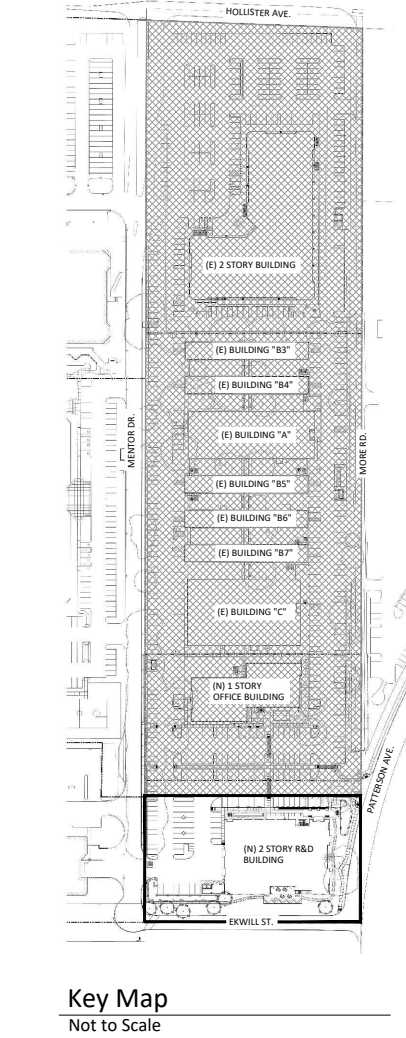 HOLLISTER AVE.
(E) 2 STORY BUILDING
(E) BUILDING "B3"
(E) BUILDING "B4"
(E) BUILDING "A"
MENTOR DR.
MORE RD.
(E) BUILDING "B5"
(E) BUILDING "B6"
(E) BUILDING "B7"
(E) BUILDING "C"
(N) 1 STORY
OFFICE BUILDING
PATTERSON AVE.
(N) 2 STORY R&D
BUILDING
EKWILL ST.
Key Map
Not to Scale